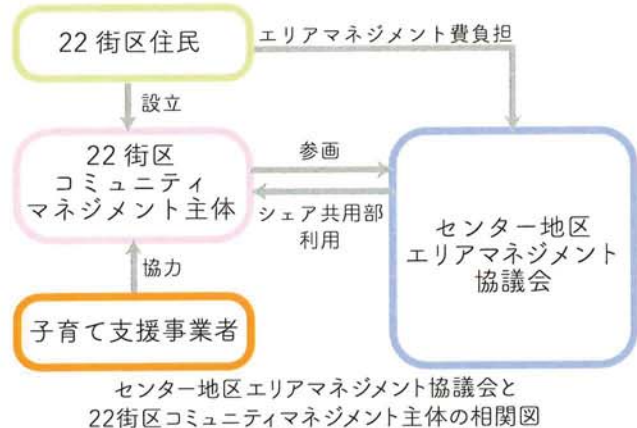 22街区住民
エリアマネジメント費負担
設立
22街区
コミュニティ
マネジメント主体
参画
シェア共用部
利用
センター地区
エリアマネジメント
協議会
協力
子育て支援事業者
センター地区エリアマネジメント協議会と
22街区コミュニティマネジメント主体の相関図